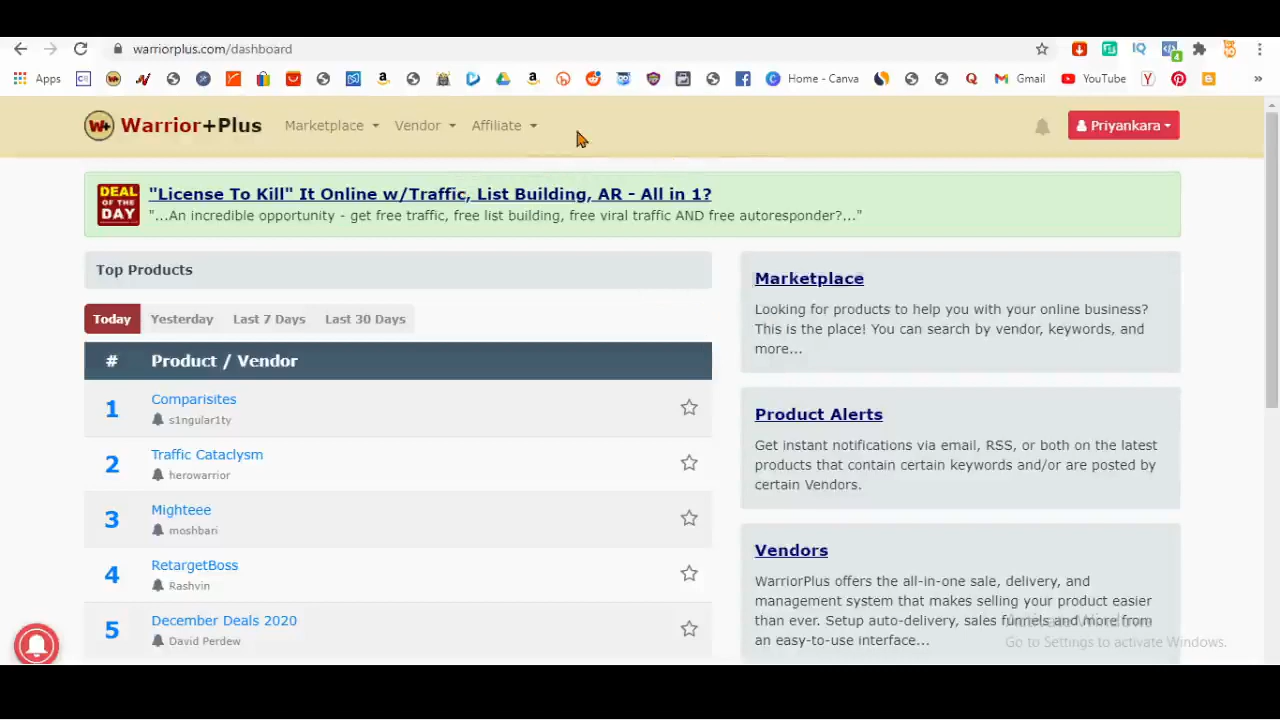 warriorplus.com/dashboard
Apps
Home - Canva
Gmail
YouTube
Warrior+Plus
Marketplace
Vendor
Affiliate
Priyankara
DEAL OF THE DAY
"License To Kill" It Online w/Traffic, List Building, AR - All in 1?
"...An incredible opportunity - get free traffic, free list building, free viral traffic AND free autoresponder?..."
Top Products
Today Yesterday Last 7 Days Last 30 Days
# Product / Vendor
1 Comparisites
s1ngular1ty
2 Traffic Cataclysm
herowarrior
3 Mighteee
moshbari
4 RetargetBoss
Rashvin
5 December Deals 2020
David Perdew
Marketplace
Looking for products to help you with your online business?
This is the place! You can search by vendor, keywords, and
more...
Product Alerts
Get instant notifications via email, RSS, or both on the latest
products that contain certain keywords and/or are posted by
certain Vendors.
Vendors
WarriorPlus offers the all-in-one sale, delivery, and
management system that makes selling your product easier
than ever. Setup auto-delivery, sales funnels and more from
an easy-to-use interface...
Activate Windows
Go to Settings to activate Windows.